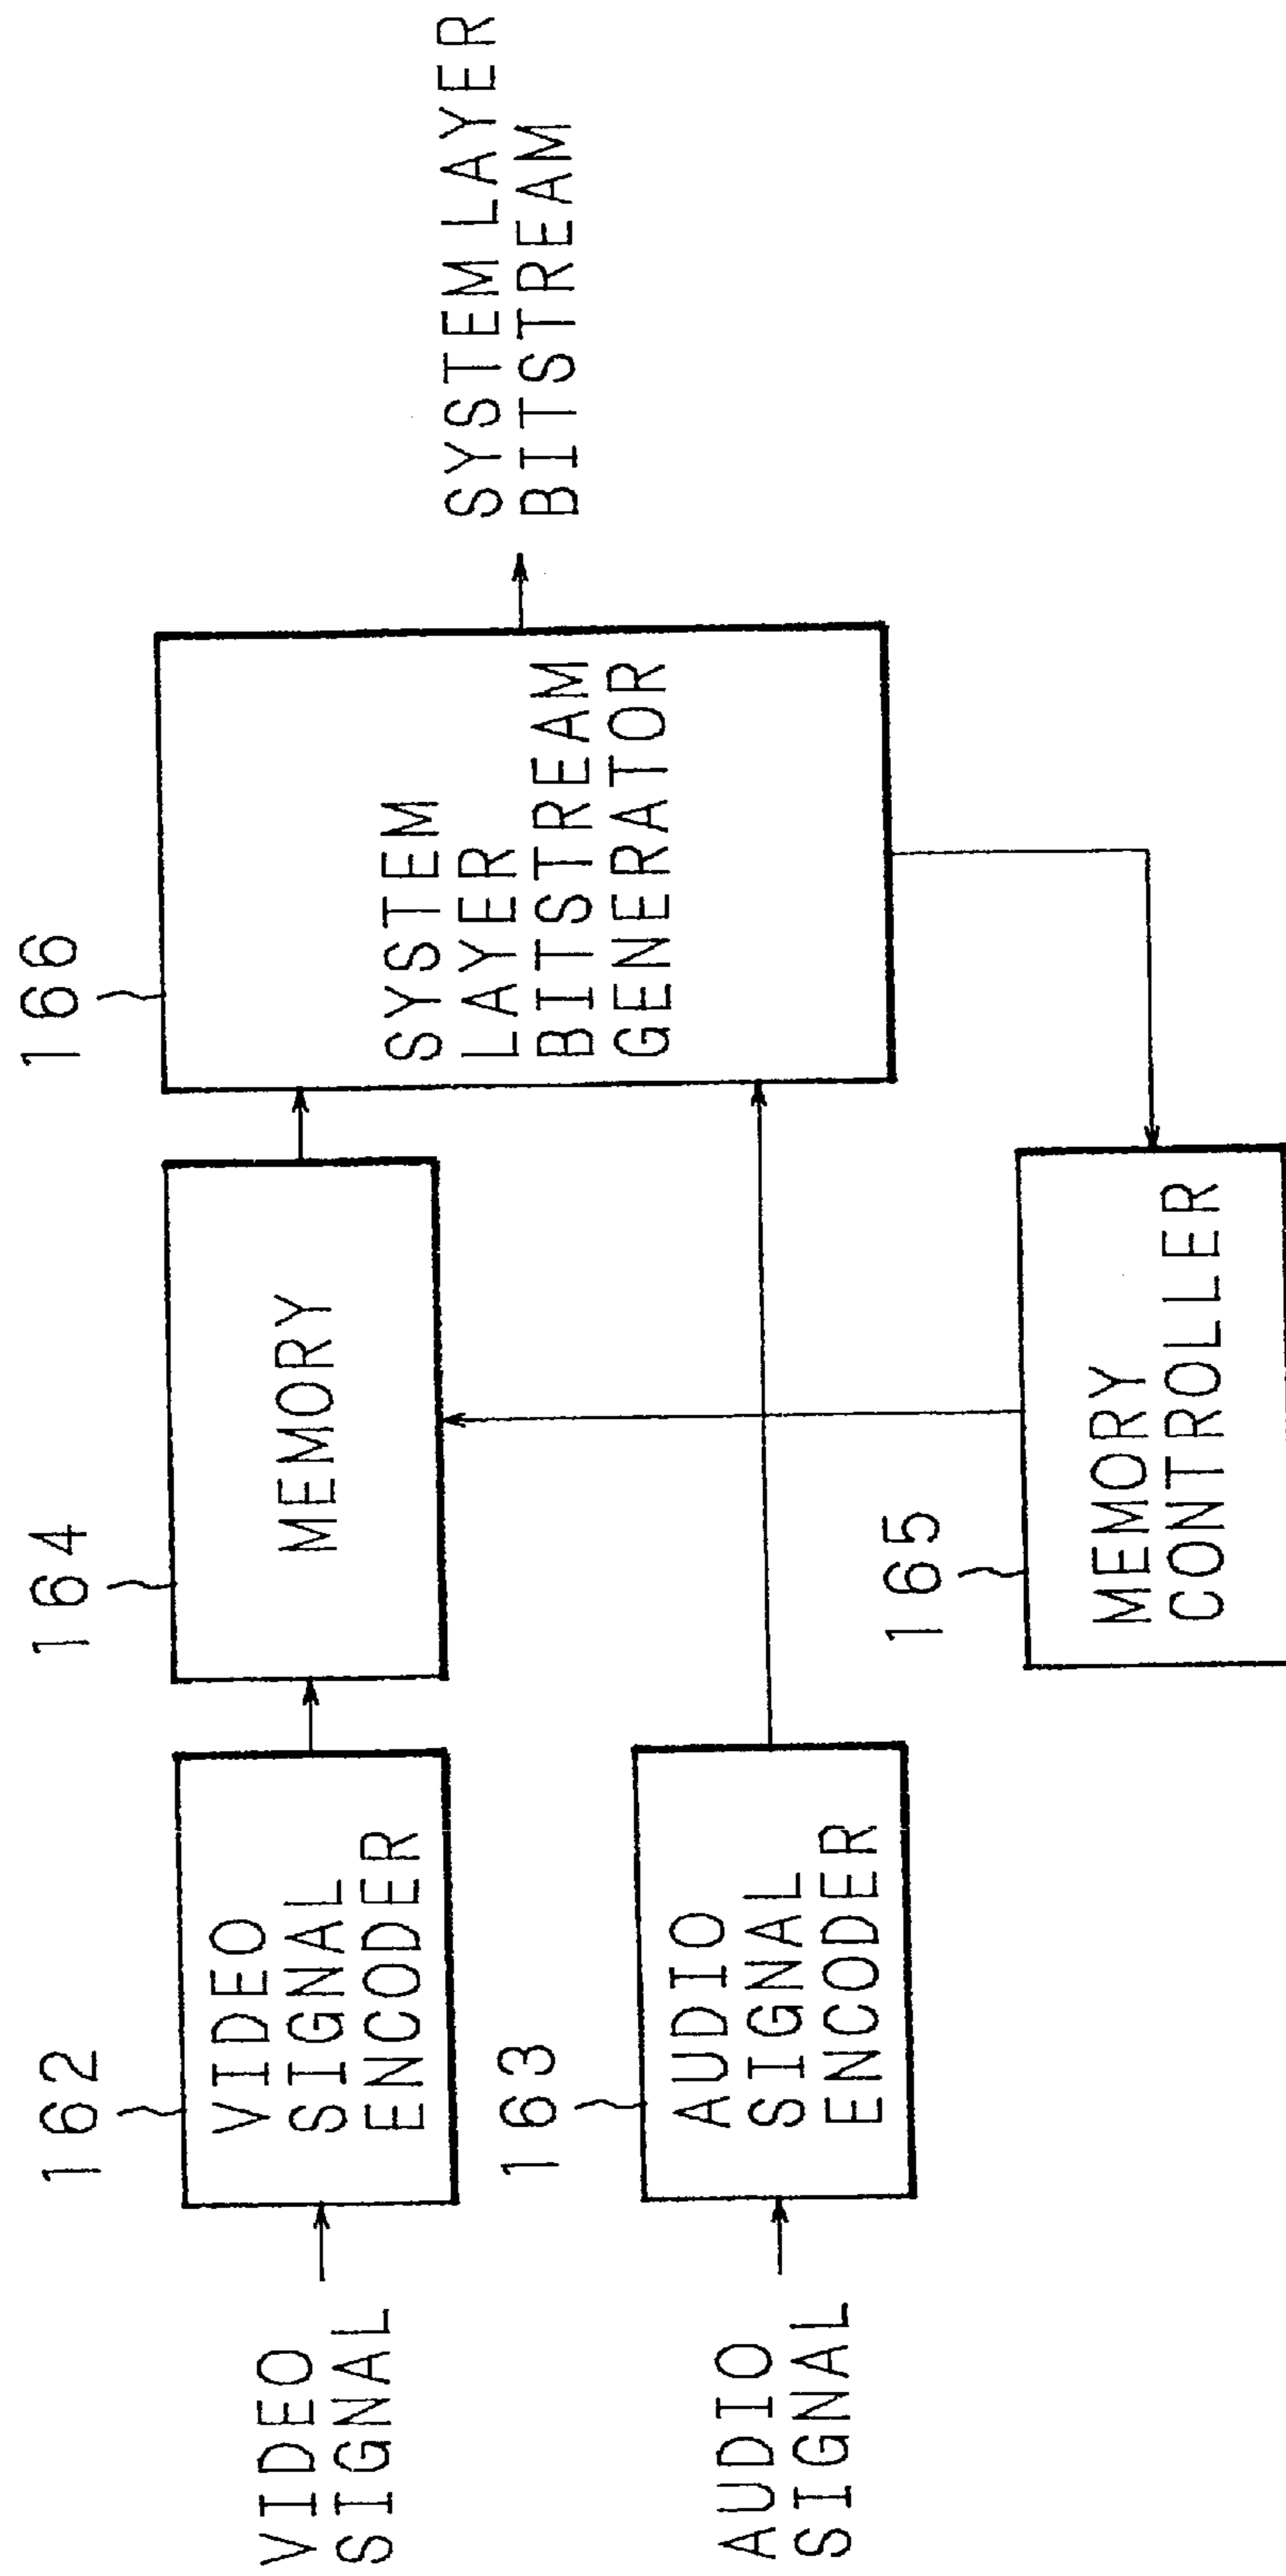 VIDEO
SIGNAL
162
VIDEO
SIGNAL
ENCODER
164
MEMORY
166
SYSTEM
LAYER
BITSTREAM
GENERATOR
SYSTEM LAYER
BITSTREAM
AUDIO
SIGNAL
163
AUDIO
SIGNAL
ENCODER
165
MEMORY
CONTROLLER